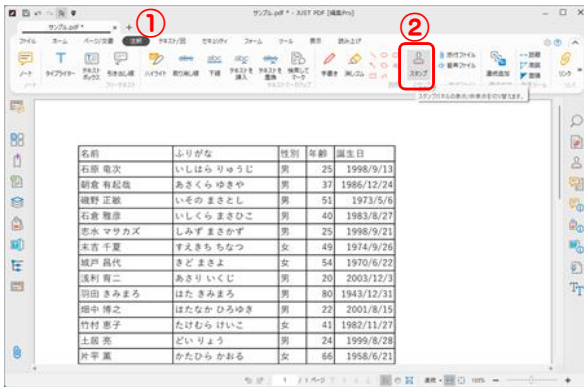 サンプル.pdf * - JUST PDF [編集Pro]
サンプル.pdf *
①
②
ファイル ホーム ページ/文書 注釈 テキスト/図 セキュリティ フォーム ツール 表示 読み上げ
ノート タイプライター テキストボックス 引き出し線 ハイライト 取り消し線 下線 テキストを挿入 テキストを置換 検索してマーク 手書き 消しゴム スタンプ 添付ファイル 音声ファイル 連続追加 距離 周囲 面積 リンク
スタンプパネルの表示/非表示を切り替えます。
名前 ふりがな 性別 年齢 誕生日
石原 竜次 いしはら りゅうじ 男 25 1998/9/13
朝倉 有起哉 あさくら ゆきや 男 37 1986/12/24
磯野 正敏 いその まさとし 男 51 1973/5/6
石倉 雅彦 いしくら まさひこ 男 40 1983/8/27
志水 マサカズ しみず まさかず 男 25 1998/9/21
末吉 千夏 すえきち ちなつ 女 49 1974/9/26
城戸 昌代 きど まさよ 女 54 1970/6/22
浅利 育二 あさり いくじ 男 20 2003/12/3
羽田 きみまろ はた きみまろ 男 80 1943/12/31
畑中 博之 はたなか ひろゆき 男 22 2001/8/15
竹村 恵子 たけむら けいこ 女 41 1982/11/27
土居 亮 どい りょう 男 24 1999/8/28
片平 薫 かたひら かおる 女 66 1958/6/21
1 / 1 ページ 連続 100%